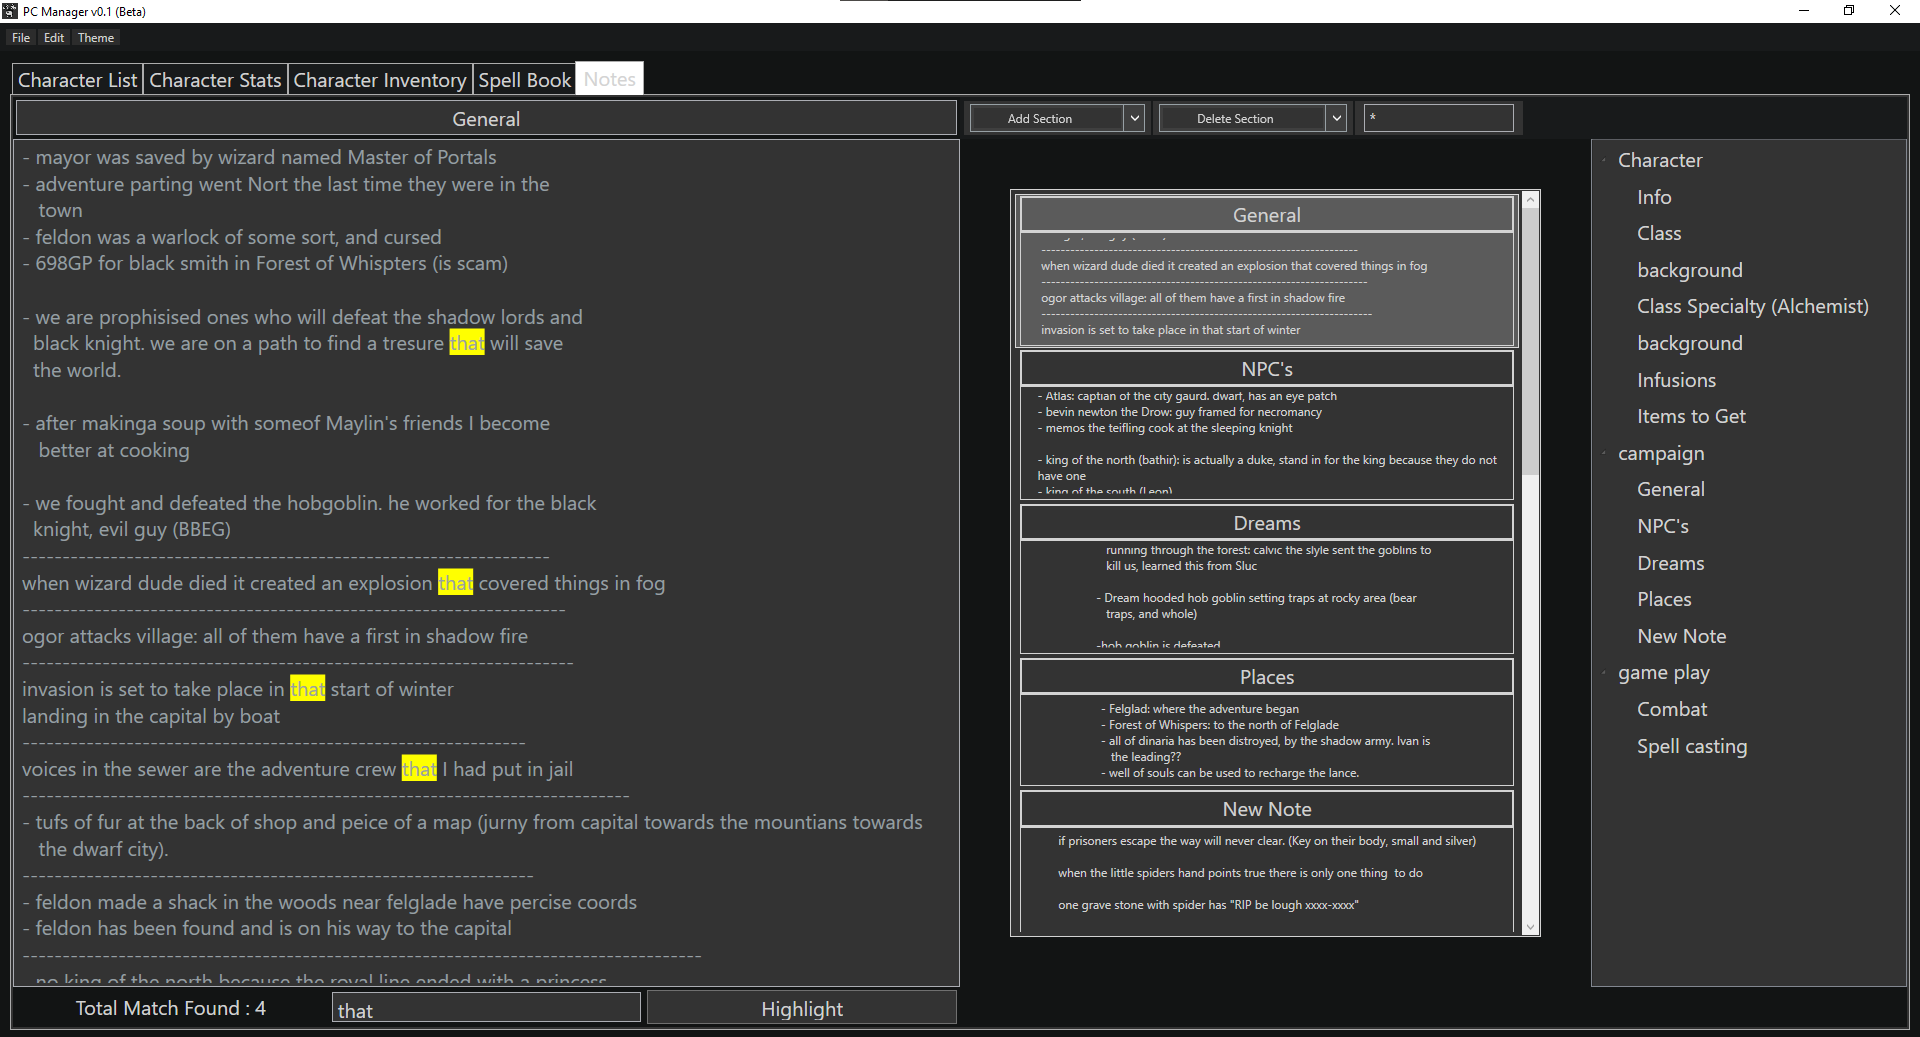 PC Manager v0.1 (Beta)
File Edit Theme
Character List Character Stats Character Inventory Spell Book Notes
General
- mayor was saved by wizard named Master of Portals
- adventure parting went Nort the last time they were in the
town
- feldon was a warlock of some sort, and cursed
- 698GP for black smith in Forest of Whispters (is scam)
- we are prophisised ones who will defeat the shadow lords and
black knight. we are on a path to find a tresure that will save
the world.
- after makinga soup with someof Maylin's friends I become
better at cooking
- we fought and defeated the hobgoblin. he worked for the black
knight, evil guy (BBEG)
------------------------------------------------------------------
when wizard dude died it created an explosion that covered things in fog
--------------------------------------------------------------------
ogor attacks village: all of them have a first in shadow fire
---------------------------------------------------------------------
invasion is set to take place in that start of winter
landing in the capital by boat
---------------------------------------------------------------
voices in the sewer are the adventure crew that I had put in jail
----------------------------------------------------------------------------
- tufs of fur at the back of shop and peice of a map (jurny from capital towards the mountians towards
the dwarf city).
----------------------------------------------------------------
- feldon made a shack in the woods near felglade have percise coords
- feldon has been found and is on his way to the capital
-------------------------------------------------------------------------------------
- no king of the north because the royal line ended with a princess
Total Match Found : 4
that
Highlight
Add Section
Delete Section
*
General
------------------------------------------------------------------
when wizard dude died it created an explosion that covered things in fog
--------------------------------------------------------------------
ogor attacks village: all of them have a first in shadow fire
---------------------------------------------------------------------
invasion is set to take place in that start of winter
NPC's
- Atlas: captian of the city gaurd. dwarf, has an eye patch
- bevin newton the Drow: guy framed for necromancy
- memos the teifling cook at the sleeping knight
- king of the north (bathir): is actually a duke, stand in for the king because they do not
have one
- king of the south (Leon)
Dreams
running through the forest: calvic the slyle sent the goblins to
kill us, learned this from Sluc
- Dream hooded hob goblin setting traps at rocky area (bear
traps, and whole)
-hob goblin is defeated
Places
- Felglad: where the adventure began
- Forest of Whispers: to the north of Felglade
- all of dinaria has been distroyed, by the shadow army. Ivan is
the leading??
- well of souls can be used to recharge the lance.
New Note
if prisoners escape the way will never clear. (Key on their body, small and silver)
when the little spiders hand points true there is only one thing to do
one grave stone with spider has "RIP be lough xxxx-xxxx"
Character
Info
Class
background
Class Specialty (Alchemist)
background
Infusions
Items to Get
campaign
General
NPC's
Dreams
Places
New Note
game play
Combat
Spell casting